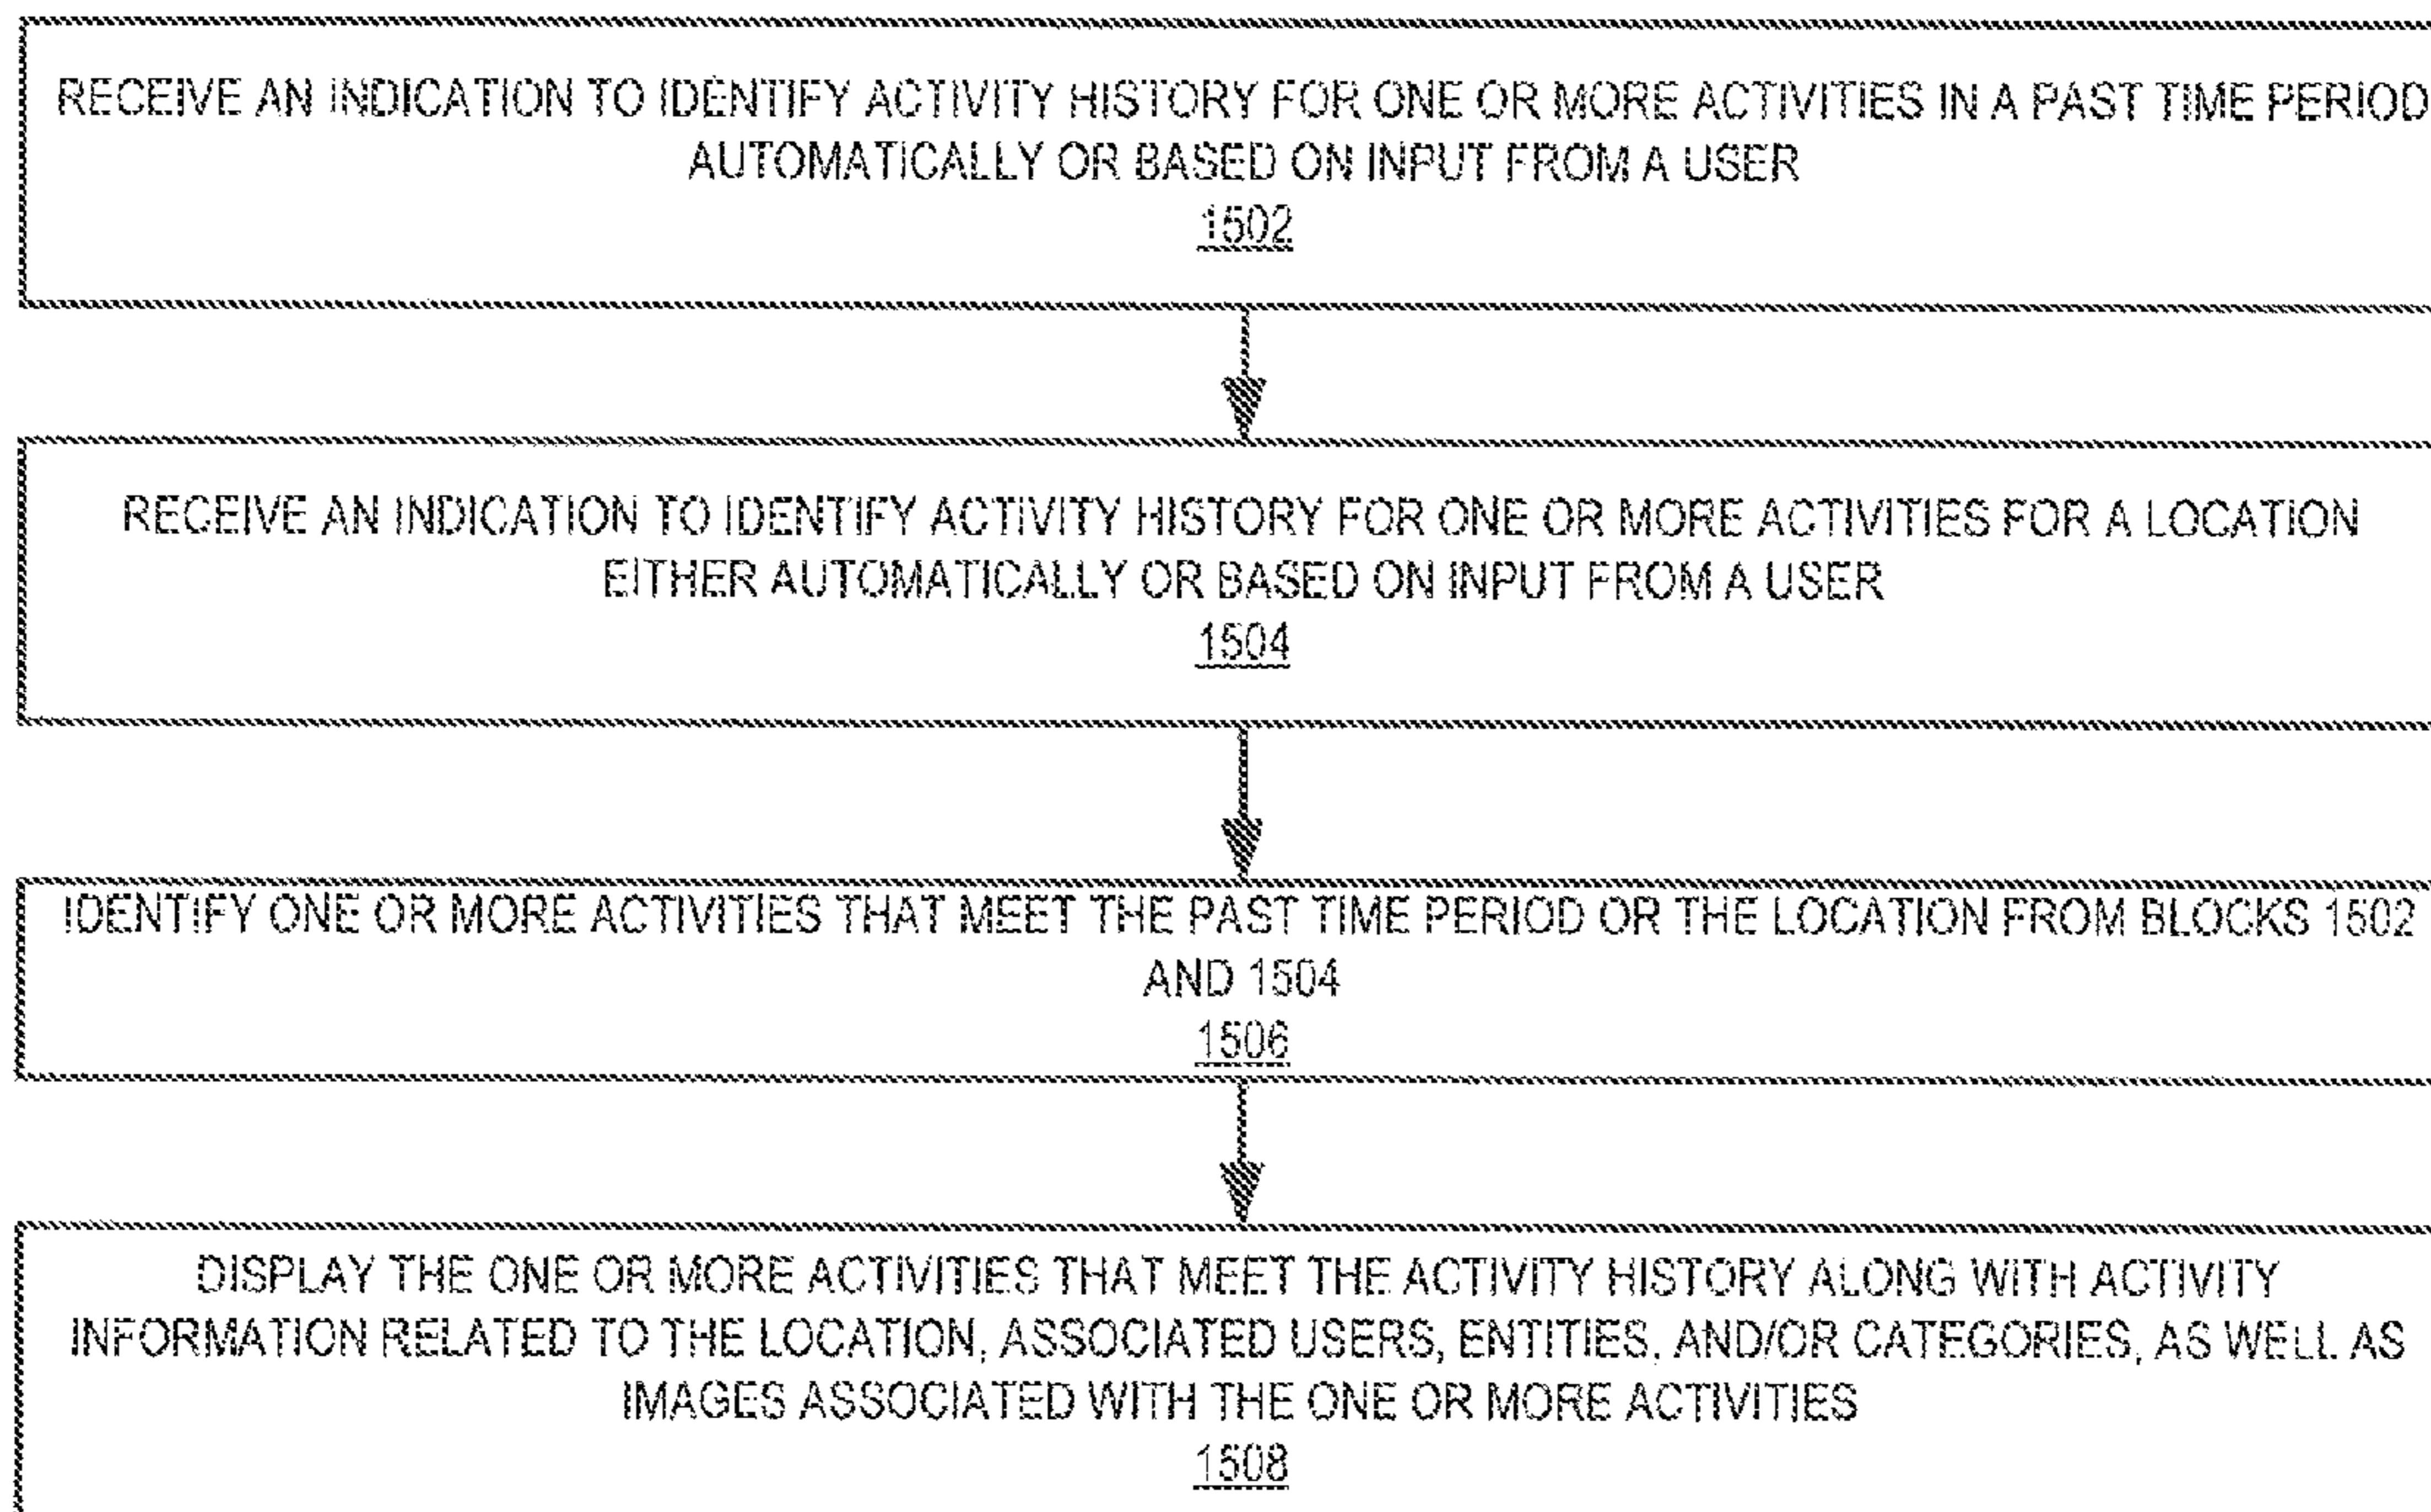 RECEIVE AN INDICATION TO IDENTIFY ACTIVITY HISTORY FOR ONE OR MORE ACTIVITIES IN A PAST TIME PERIOD
AUTOMATICALLY OR BASED ON INPUT FROM A USER
1502
RECEIVE AN INDICATION TO IDENTIFY ACTIVITY HISTORY FOR ONE OR MORE ACTIVITIES FOR A LOCATION
EITHER AUTOMATICALLY OR BASED ON INPUT FROM A USER
1504
IDENTIFY ONE OR MORE ACTIVITIES THAT MEET THE PAST TIME PERIOD OR THE LOCATION FROM BLOCKS 1502
AND 1504
1506
DISPLAY THE ONE OR MORE ACTIVITIES THAT MEET THE ACTIVITY HISTORY ALONG WITH ACTIVITY
INFORMATION RELATED TO THE LOCATION, ASSOCIATED USERS, ENTITIES, AND/OR CATEGORIES, AS WELL AS
IMAGES ASSOCIATED WITH THE ONE OR MORE ACTIVITIES
1508